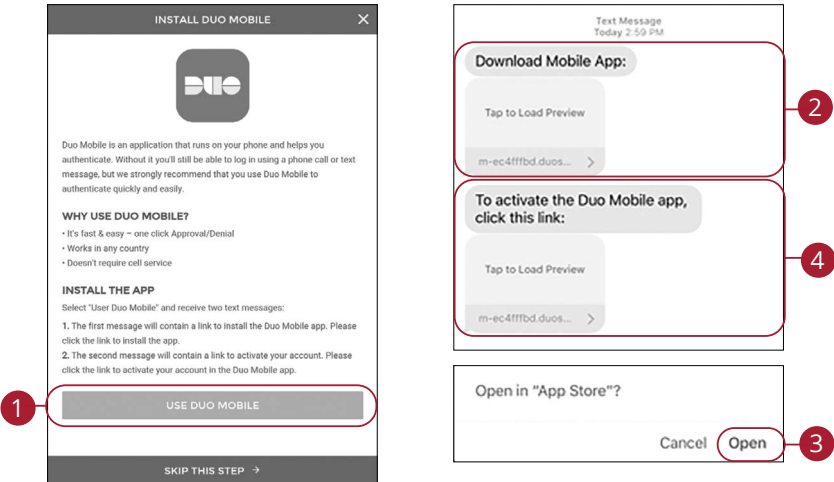 INSTALL DUO MOBILE
DUO
Duo Mobile is an application that runs on your phone and helps you
authenticate. Without it you'll still be able to log in using a phone call or text
message, but we strongly recommend that you use Duo Mobile to
authenticate quickly and easily.
WHY USE DUO MOBILE?
• It's fast & easy – one click Approval/Denial
• Works in any country
• Doesn't require cell service
INSTALL THE APP
Select "User Duo Mobile" and receive two text messages:
1. The first message will contain a link to install the Duo Mobile app. Please
click the link to install the app.
2. The second message will contain a link to activate your account. Please
click the link to activate your account in the Duo Mobile app.
1
USE DUO MOBILE
SKIP THIS STEP →
Text Message
Today 2:59 PM
Download Mobile App:
Tap to Load Preview
2
m-ec4fffbd.duos... >
To activate the Duo Mobile app,
click this link:
4
Tap to Load Preview
m-ec4fffbd.duos... >
Open in "App Store"?
Cancel Open
3